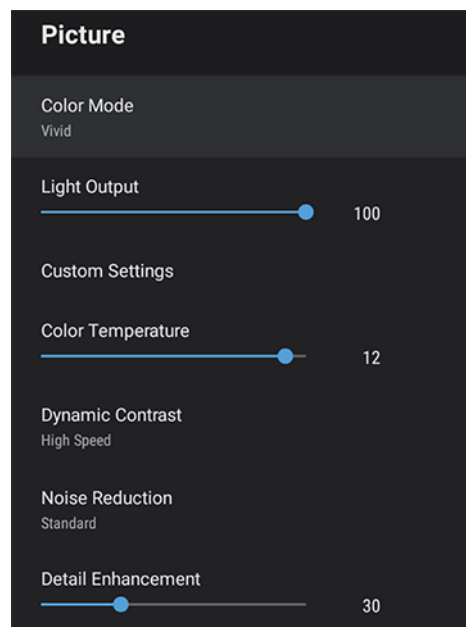 Picture
Color Mode
Vivid
Light Output
100
Custom Settings
Color Temperature
12
Dynamic Contrast
High Speed
Noise Reduction
Standard
Detail Enhancement
30